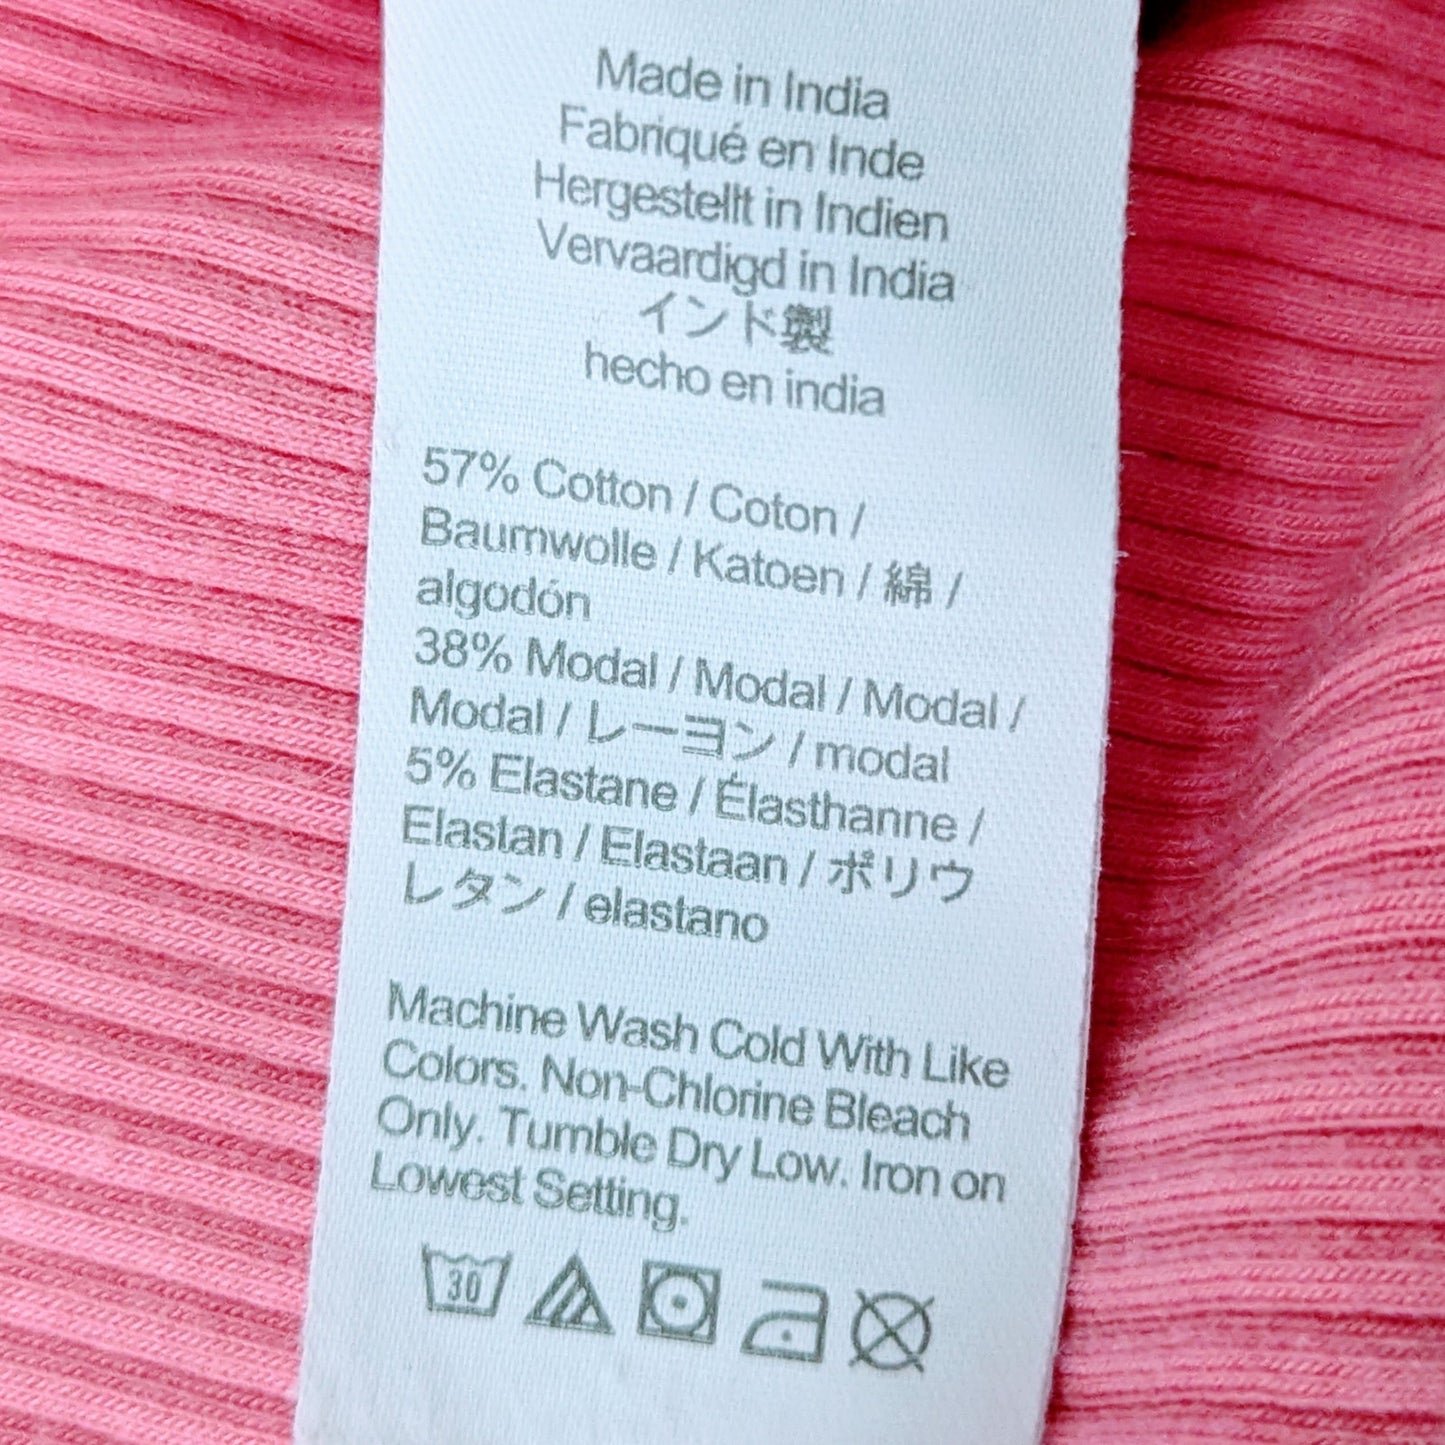 Made in India
Fabriqué en Inde
Hergestellt in Indien
Vervaardigd in India
インド製
hecho en india
57% Cotton / Coton /
Baumwolle / Katoen / 綿 /
algodón
38% Modal / Modal / Modal /
Modal / レーヨン / modal
5% Elastane / Élasthanne /
Elastan / Elastaan / ポリウ
レタン / elastano
Machine Wash Cold With Like
Colors. Non-Chlorine Bleach
Only. Tumble Dry Low. Iron on
Lowest Setting.
30